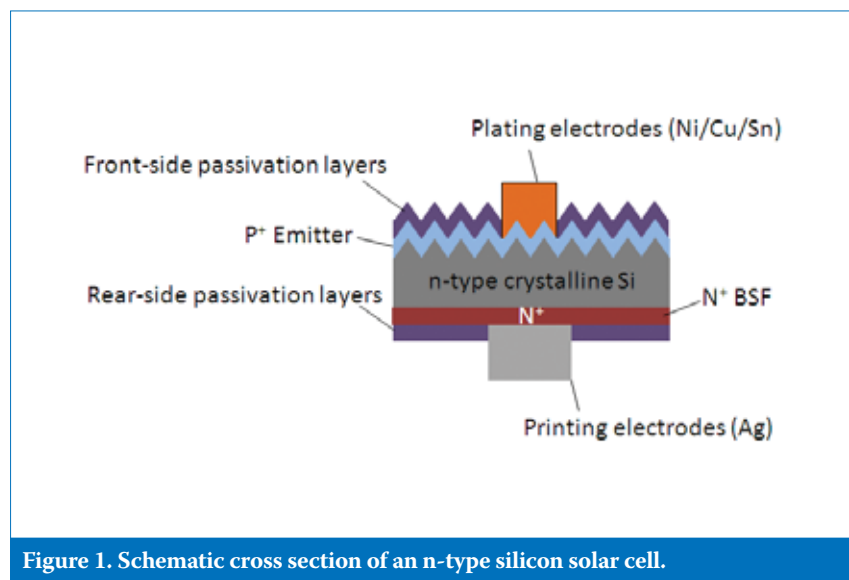 Plating electrodes (Ni/Cu/Sn)
Front-side passivation layers
P⁺ Emitter
n-type crystalline Si
Rear-side passivation layers
N⁺ BSF
N⁺
Printing electrodes (Ag)
Figure 1. Schematic cross section of an n-type silicon solar cell.